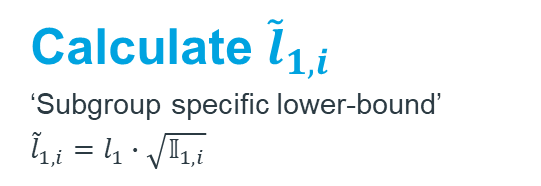 Calculate l̃₁,ᵢ
‘Subgroup specific lower-bound’
l̃₁,ᵢ = l₁ · √𝕀₁,ᵢ